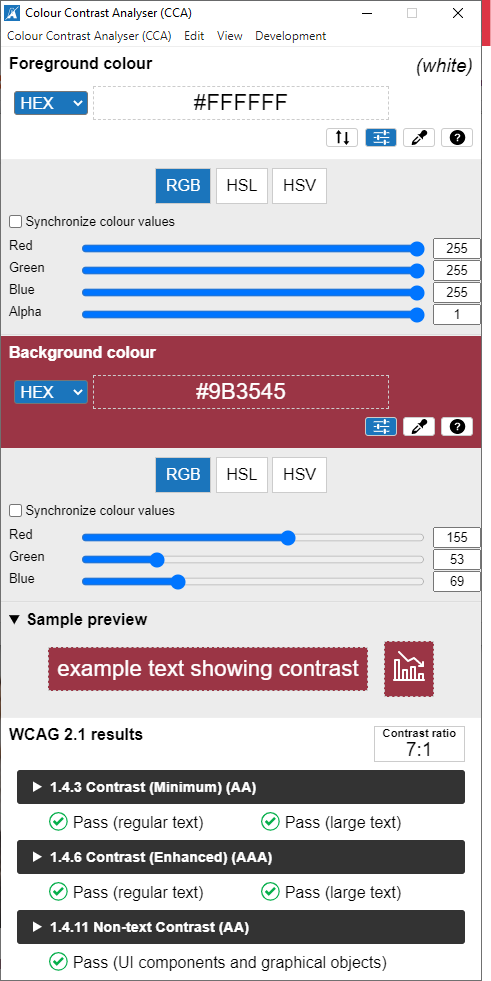 Colour Contrast Analyser (CCA)
Colour Contrast Analyser (CCA) Edit View Development
Foreground colour (white)
HEX #FFFFFF
RGB HSL HSV
Synchronize colour values
Red 255
Green 255
Blue 255
Alpha 1
Background colour
HEX #9B3545
RGB HSL HSV
Synchronize colour values
Red 155
Green 53
Blue 69
▼ Sample preview
example text showing contrast
WCAG 2.1 results Contrast ratio
7:1
▶ 1.4.3 Contrast (Minimum) (AA)
Pass (regular text) Pass (large text)
▶ 1.4.6 Contrast (Enhanced) (AAA)
Pass (regular text) Pass (large text)
▶ 1.4.11 Non-text Contrast (AA)
Pass (UI components and graphical objects)